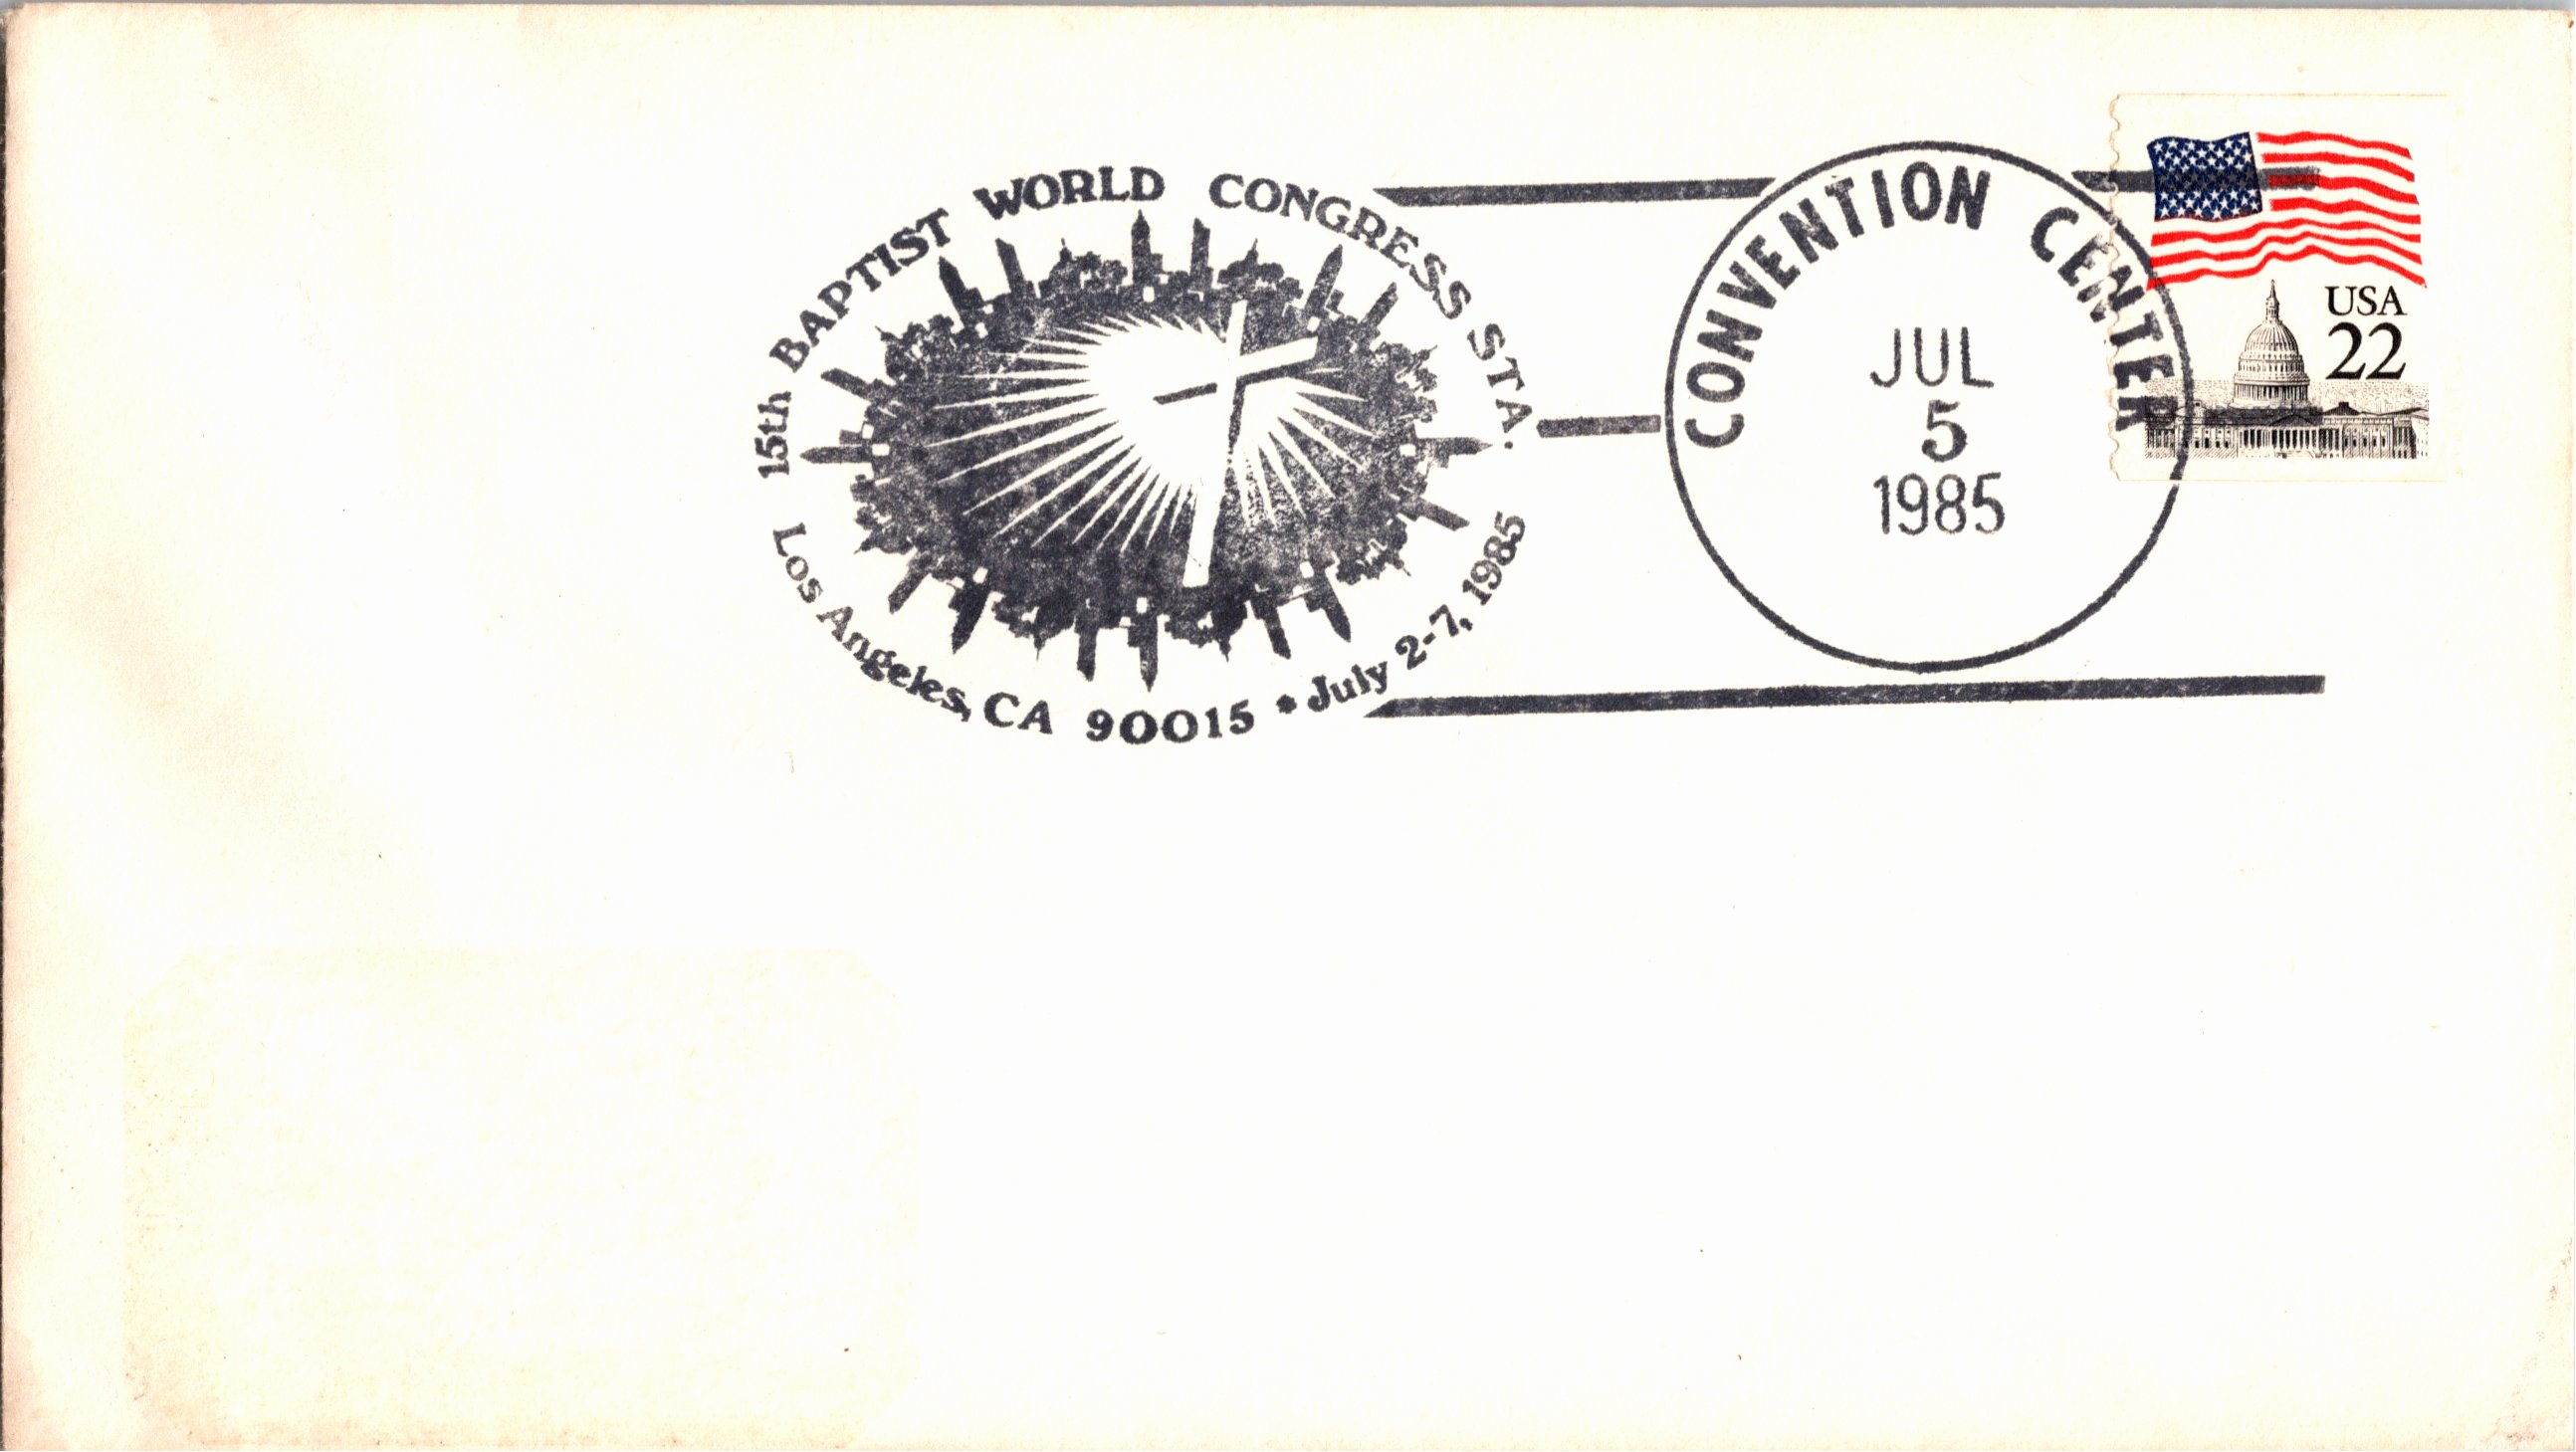 15th BAPTIST WORLD CONGRESS STA.
Los Angeles, CA 90015 • July 2-7, 1985
CONVENTION CENTER
JUL
5
1985
USA
22